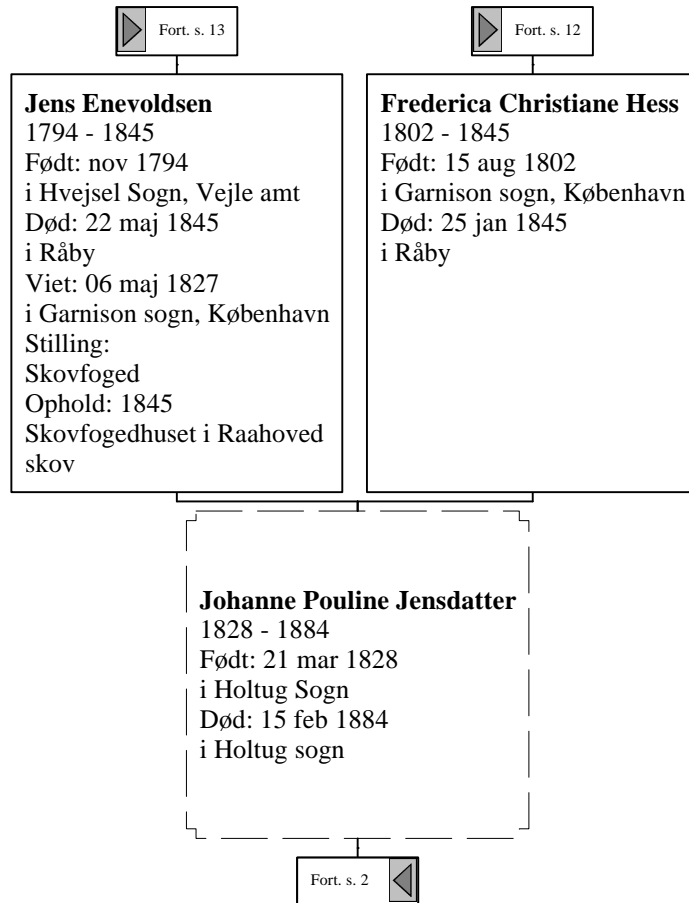 Fort. s. 13
Fort. s. 12
Jens Enevoldsen
1794 - 1845
Født: nov 1794
i Hvejsel Sogn, Vejle amt
Død: 22 maj 1845
i Råby
Viet: 06 maj 1827
i Garnison sogn, København
Stilling:
Skovfoged
Ophold: 1845
Skovfogedhuset i Raahoved
skov
Frederica Christiane Hess
1802 - 1845
Født: 15 aug 1802
i Garnison sogn, København
Død: 25 jan 1845
i Råby
Johanne Pouline Jensdatter
1828 - 1884
Født: 21 mar 1828
i Holtug Sogn
Død: 15 feb 1884
i Holtug sogn
Fort. s. 2